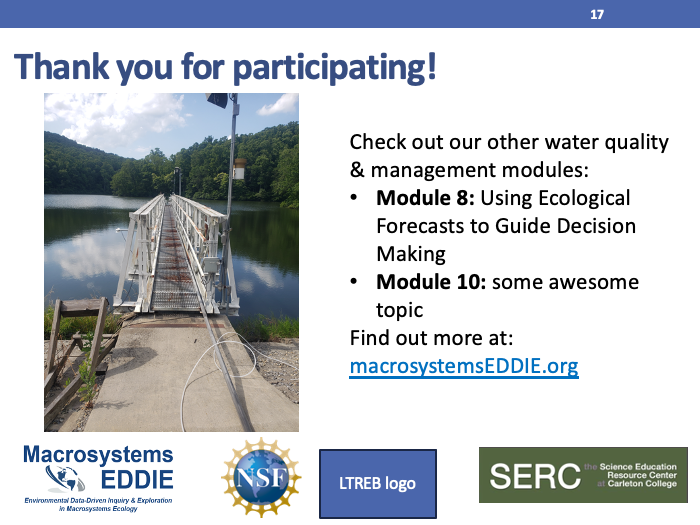 17
Thank you for participating!
Check out our other water quality
& management modules:
• Module 8: Using Ecological
Forecasts to Guide Decision
Making
• Module 10: some awesome
topic
Find out more at:
macrosystemsEDDIE.org
Macrosystems
EDDIE
Environmental Data-Driven Inquiry & Exploration
in Macrosystems Ecology
NSF
LTREB logo
SERC
the Science Education
Resource Center
at Carleton College